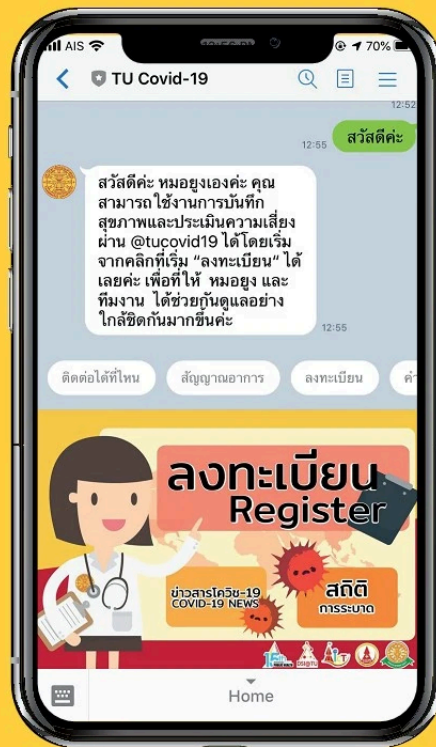 AIS
70%
TU Covid-19
12:52
สวัสดีค่ะ
12:55
สวัสดีค่ะ หมอยูงเองค่ะ คุณ
สามารถใช้งานการบันทึก
สุขภาพและประเมินความเสี่ยง
ผ่าน @tucovid19 ได้โดยเริ่ม
จากคลิกที่เริ่ม “ลงทะเบียน“ ได้
เลยค่ะ เพื่อที่ให้ หมอยูง และ
ทีมงาน ได้ช่วยกันดูแลอย่าง
ใกล้ชิดกันมากขึ้นค่ะ
12:55
ติดต่อได้ที่ไหน
สัญญาณอาการ
ลงทะเบียน
ลงทะเบียน
Register
ข่าวสารโควิช-19
COVID-19 NEWS
สถิติ
การระบาด
Home